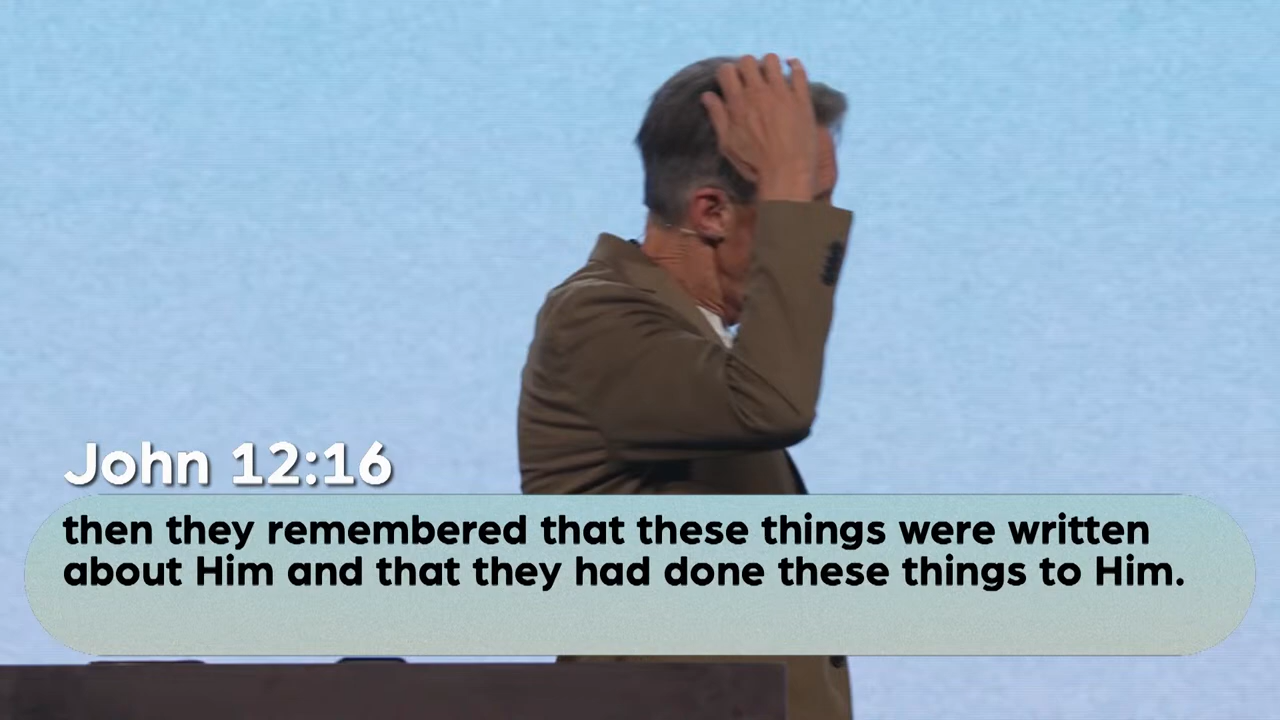 John 12:16
then they remembered that these things were written
about Him and that they had done these things to Him.